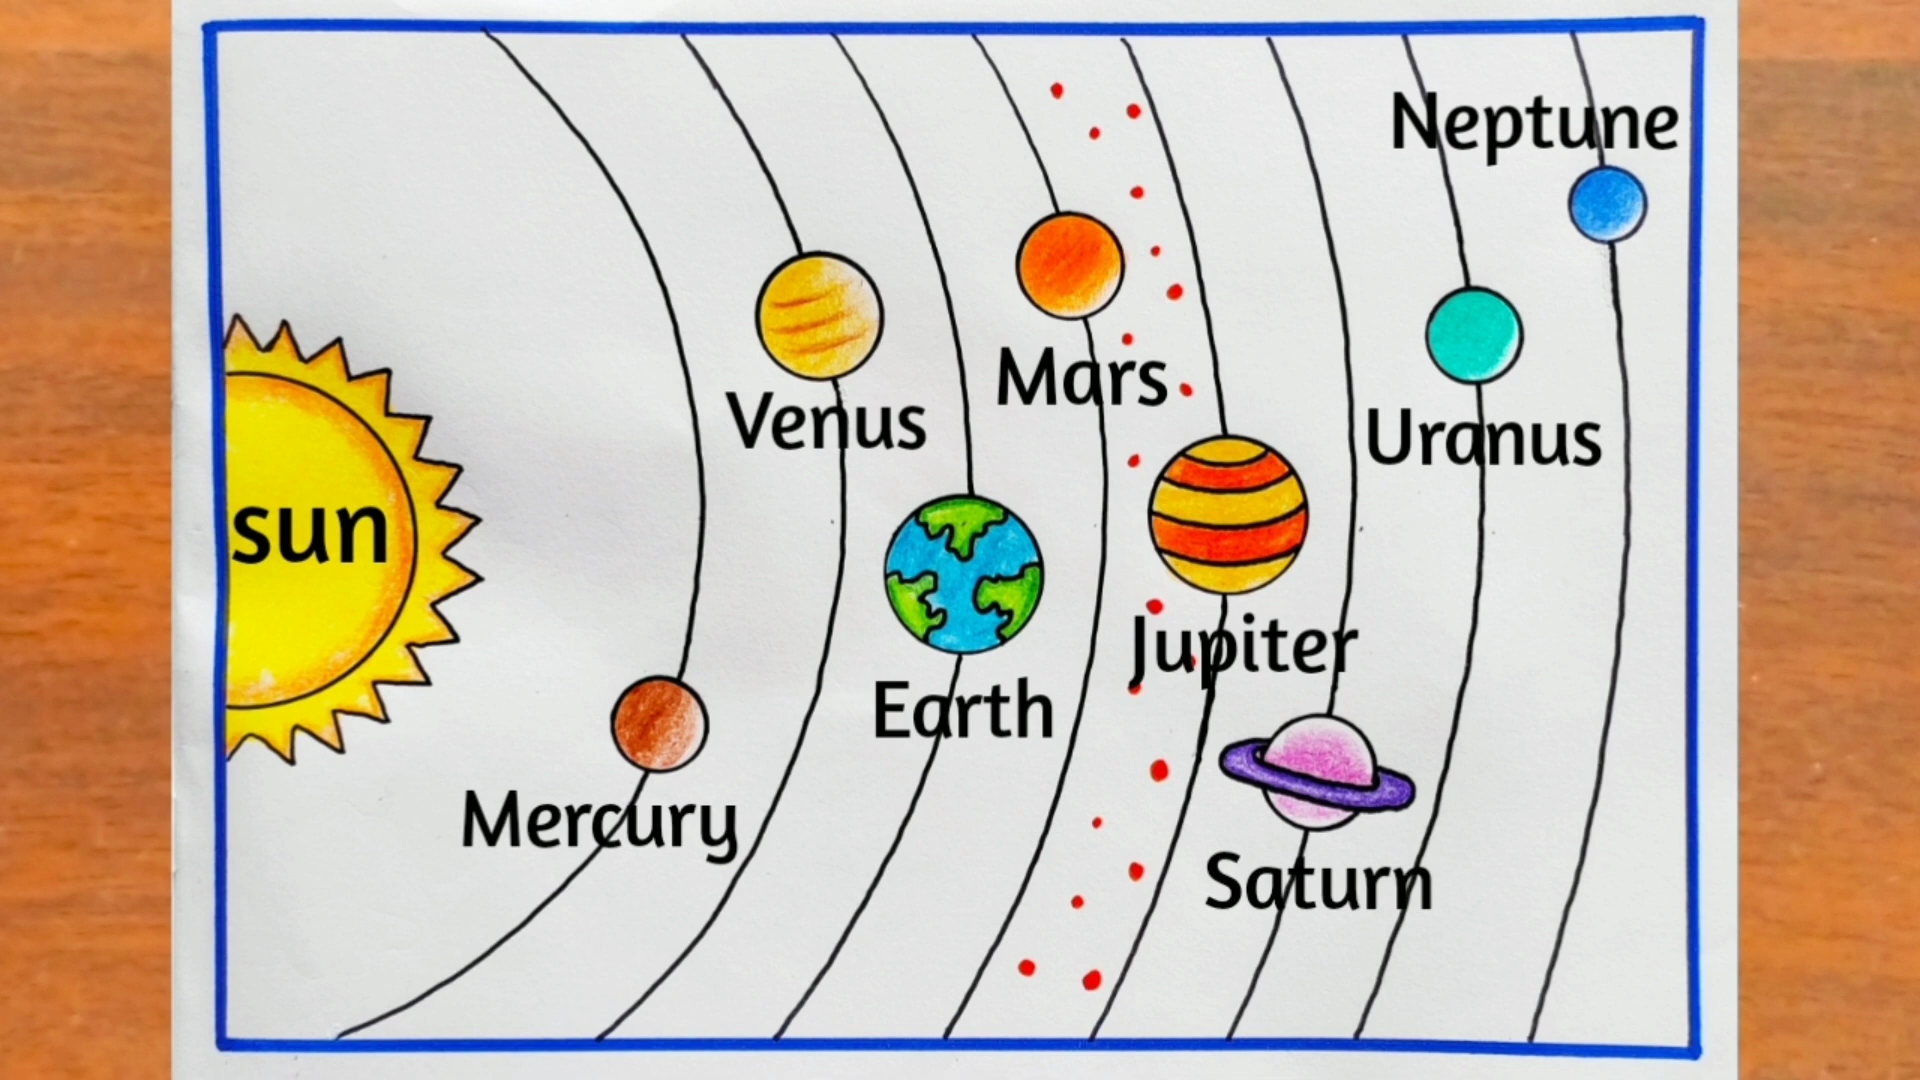 Neptune
Mars
Venus
Uranus
sun
Jupiter
Earth
Mercury
Saturn